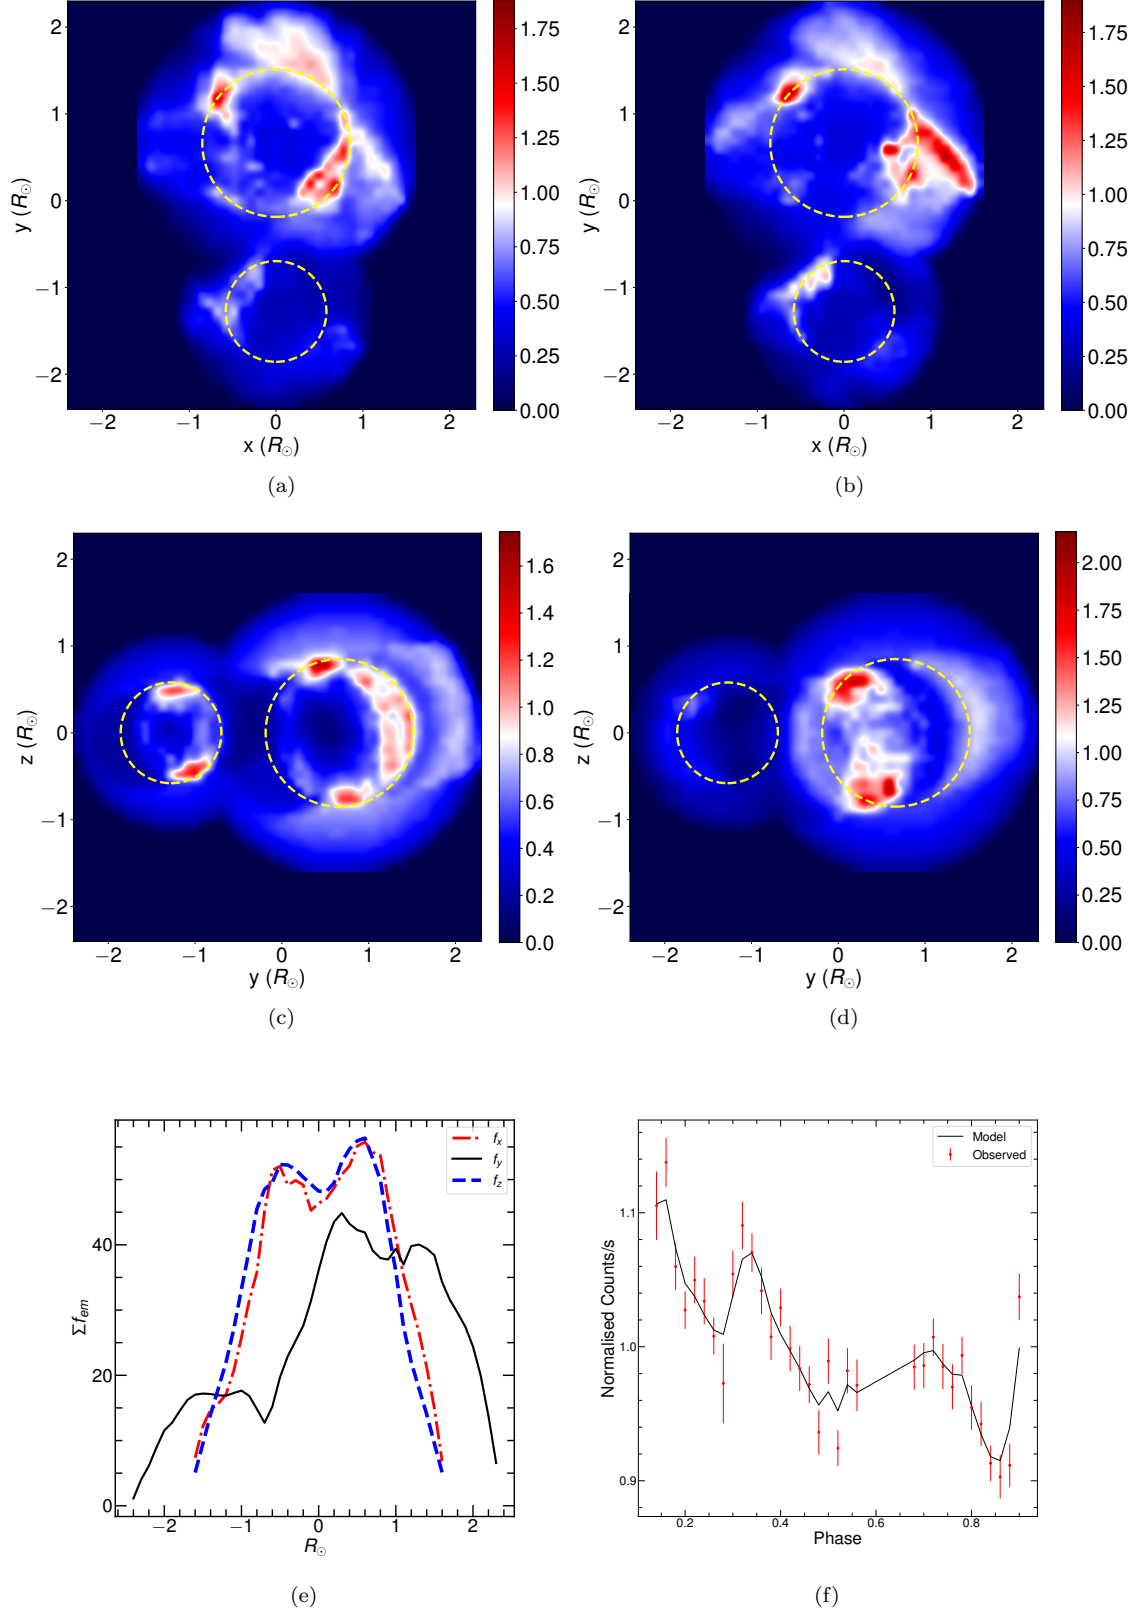 2
1
0
−1
−2
y (R☉)
−2 −1 0 1 2
x (R☉)
1.75
1.50
1.25
1.00
0.75
0.50
0.25
0.00
(a)
2
1
0
−1
−2
y (R☉)
−2 −1 0 1 2
x (R☉)
1.75
1.50
1.25
1.00
0.75
0.50
0.25
0.00
(b)
2
1
0
−1
−2
z (R☉)
−2 −1 0 1 2
y (R☉)
1.6
1.4
1.2
1.0
0.8
0.6
0.4
0.2
0.0
(c)
2
1
0
−1
−2
z (R☉)
−2 −1 0 1 2
y (R☉)
2.00
1.75
1.50
1.25
1.00
0.75
0.50
0.25
0.00
(d)
fx
fy
fz
40
20
0
Σfem
−2 −1 0 1 2
R☉
(e)
Model
Observed
1.1
1.0
0.9
Normalised Counts/s
0.2 0.4 0.6 0.8
Phase
(f)